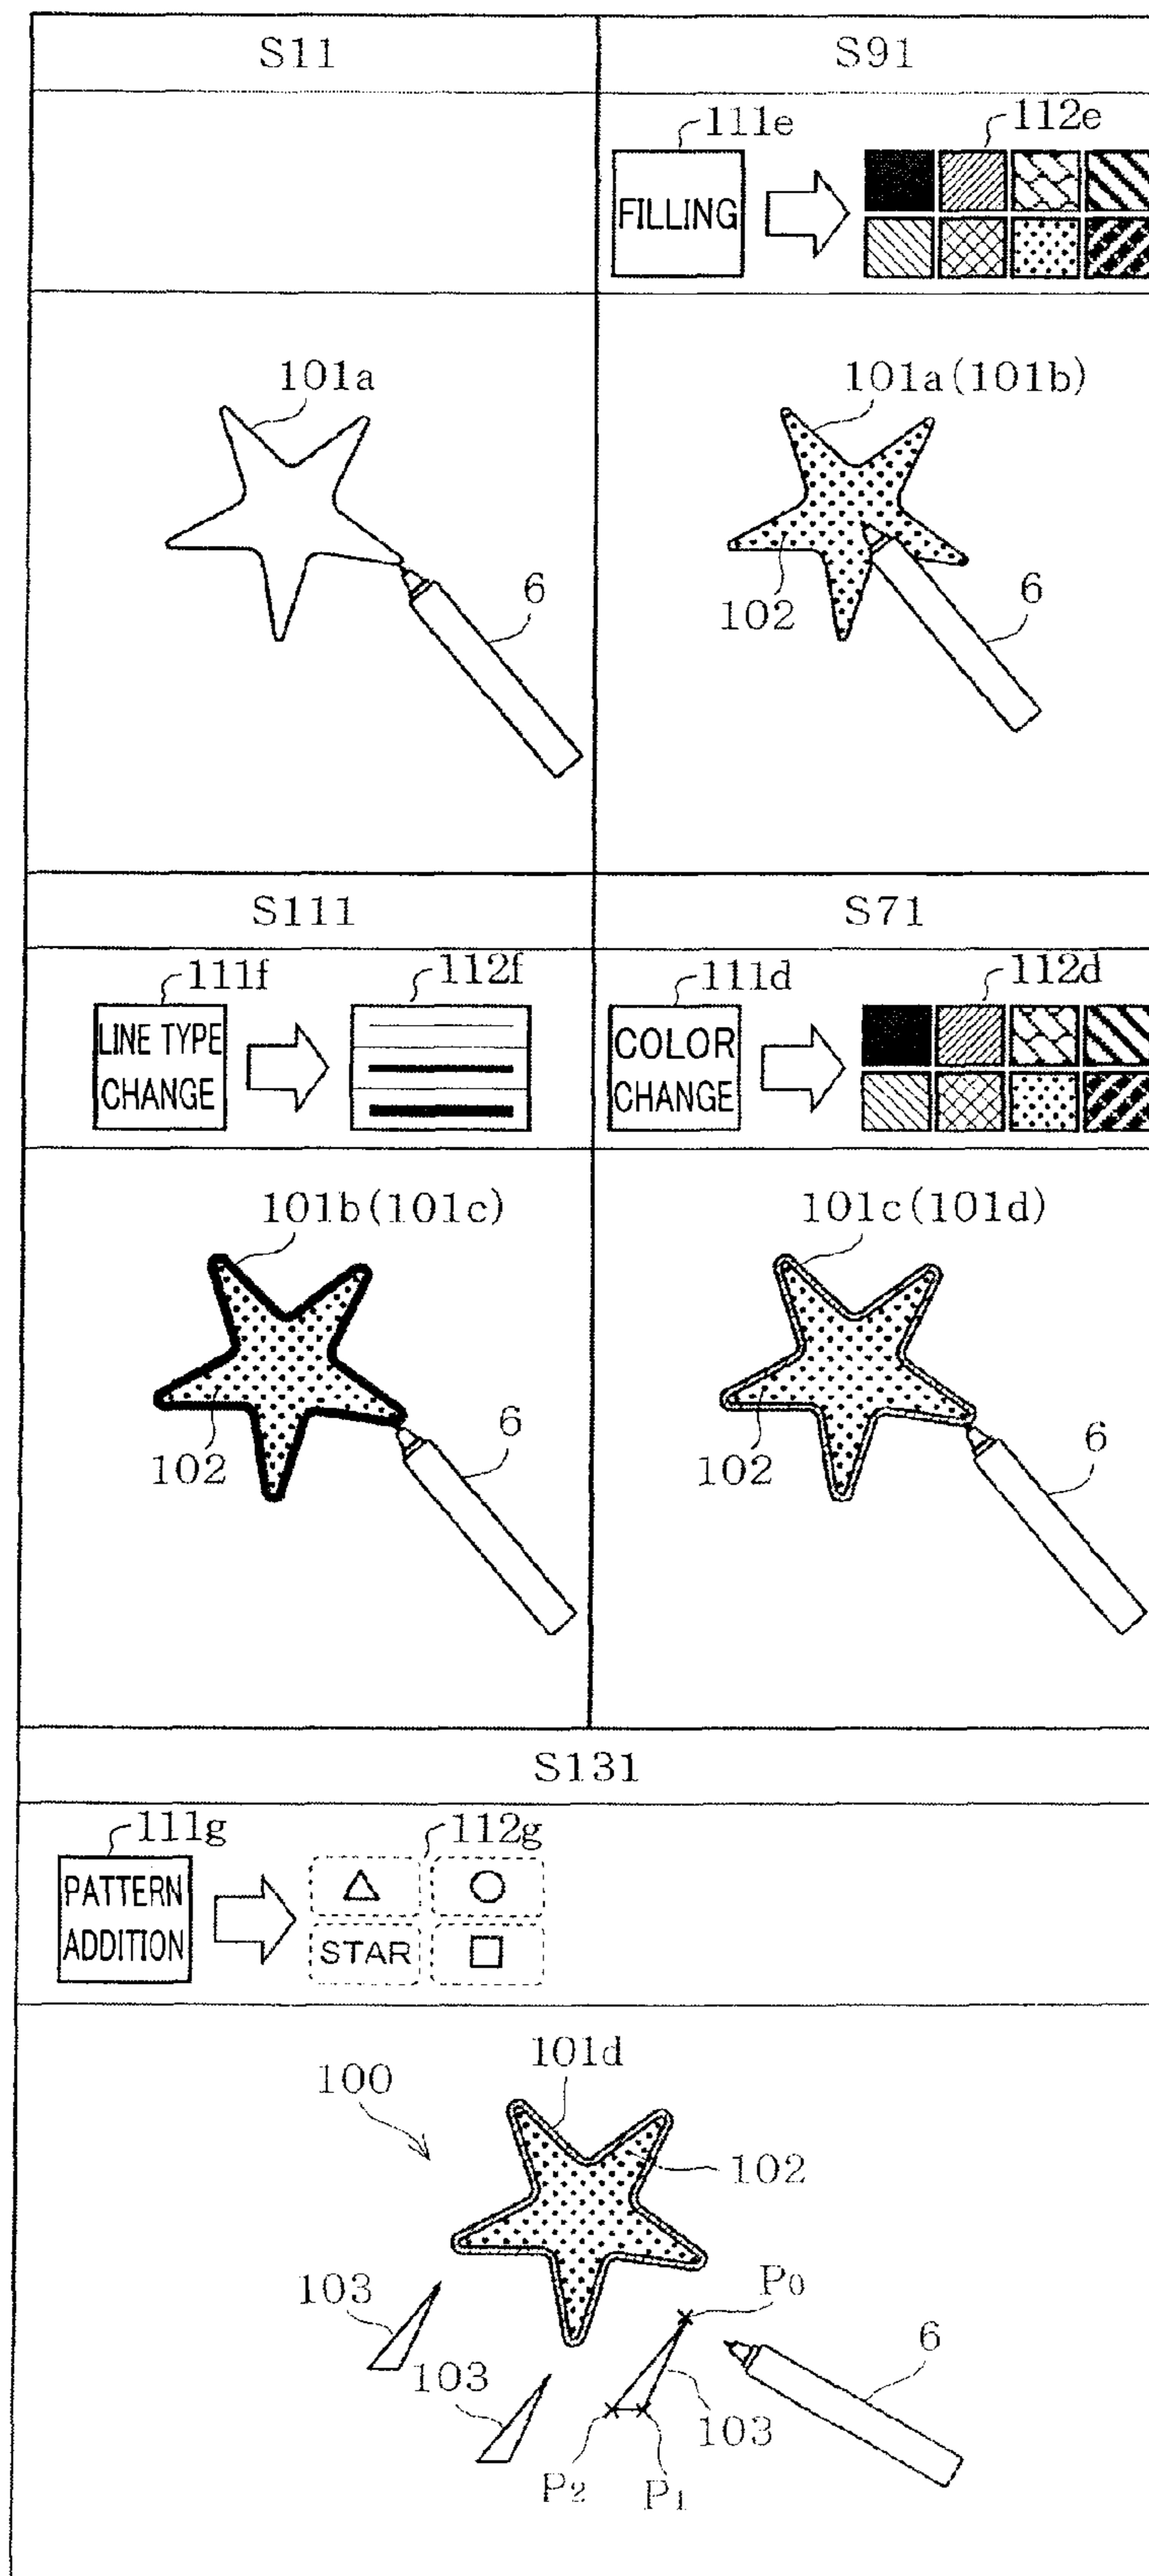 S11
S91
111e
112e
FILLING
101a
101a(101b)
6
102
6
S111
S71
111f
112f
111d
112d
LINE TYPE
CHANGE
COLOR
CHANGE
101b(101c)
101c(101d)
102
6
102
6
S131
111g
112g
PATTERN
ADDITION
STAR
101d
100
102
103
P0
6
103
103
P2
P1